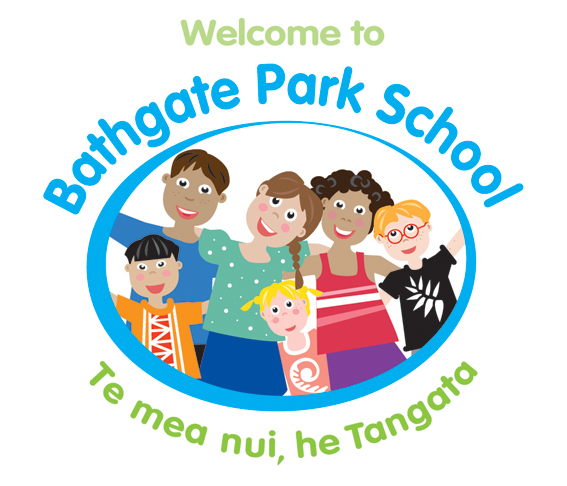 Welcome to
Bathgate Park School
Te mea nui, he Tangata